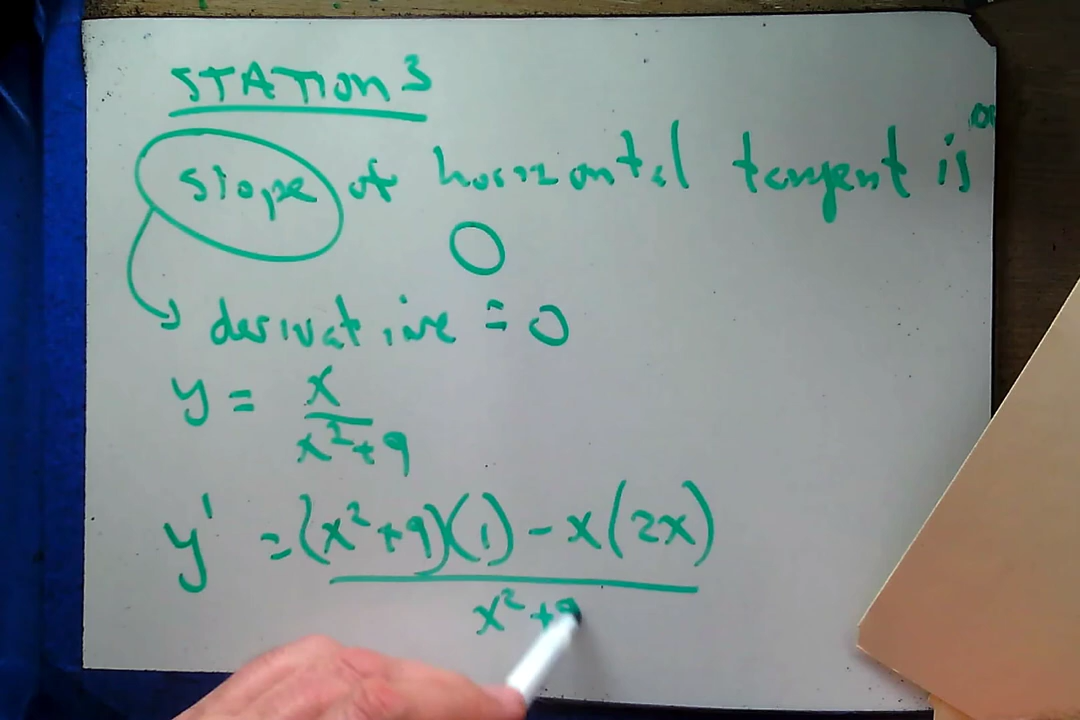 STATION 3
slope of horizontal tangent is
0
derivative = 0
y = x / x²+9
y' = (x²+9)(1) - x(2x) / x²+9